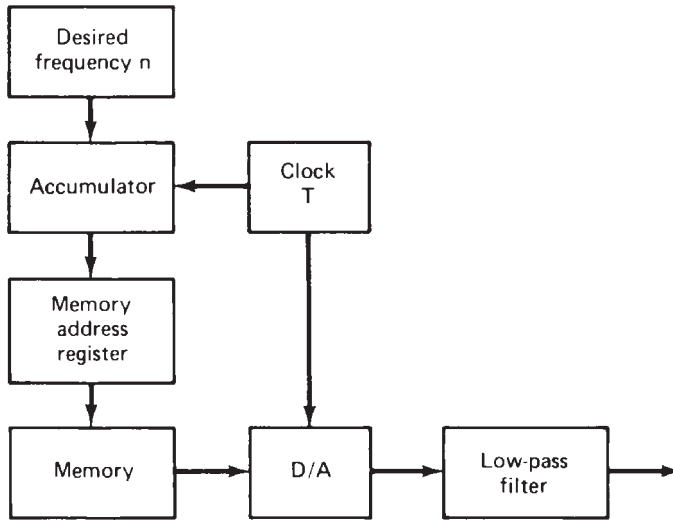 Desired
frequency n
Accumulator
Clock
T
Memory
address
register
Memory
D/A
Low-pass
filter